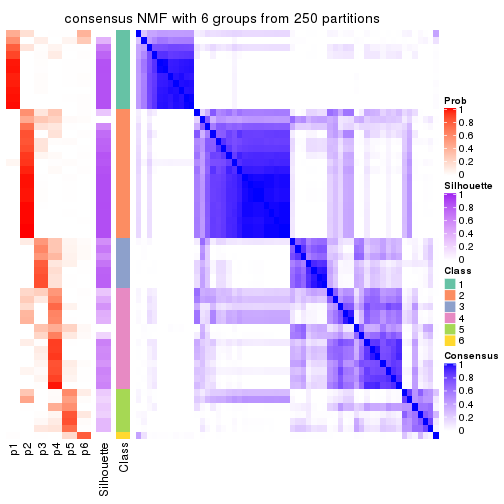 consensus NMF with 6 groups from 250 partitions
Prob
1
0.8
0.6
0.4
0.2
0
Silhouette
1
0.8
0.6
0.4
0.2
0
Class
1
2
3
4
5
6
Consensus
1
0.8
0.6
0.4
0.2
0
p1
p2
p3
p4
p5
p6
Silhouette
Class